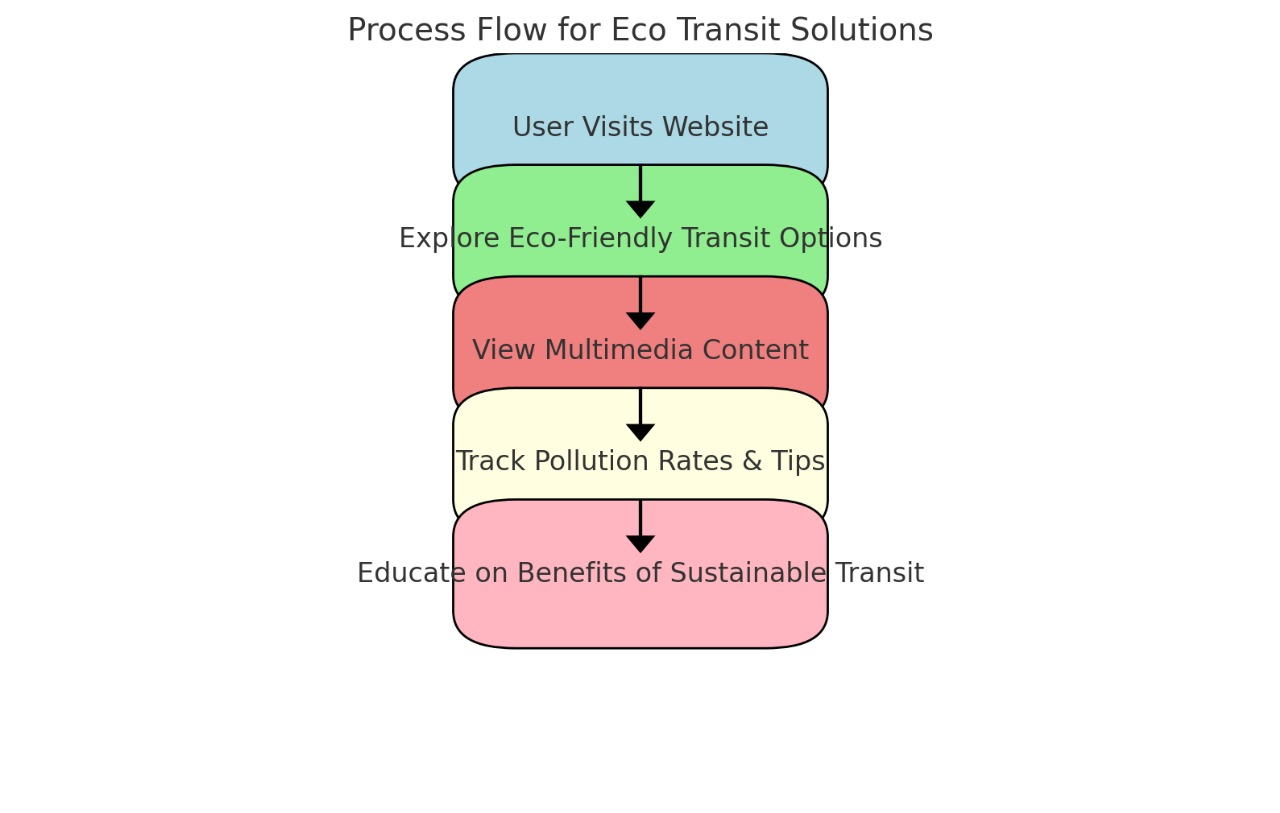 Process Flow for Eco Transit Solutions
User Visits Website
Explore Eco-Friendly Transit Options
View Multimedia Content
Track Pollution Rates & Tips
Educate on Benefits of Sustainable Transit